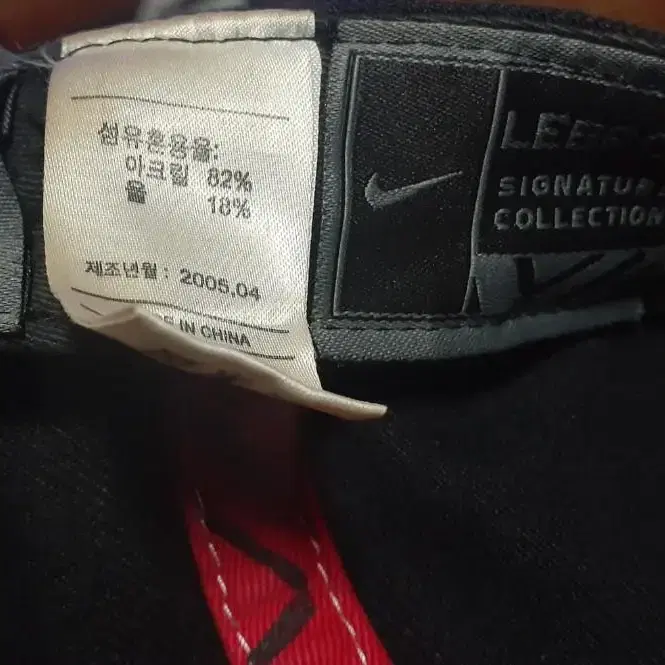 섬유혼용율:
아크릴 82%
울 18%
제조년월 : 2005.04
IN CHINA
SIGNATUR
COLLECTION